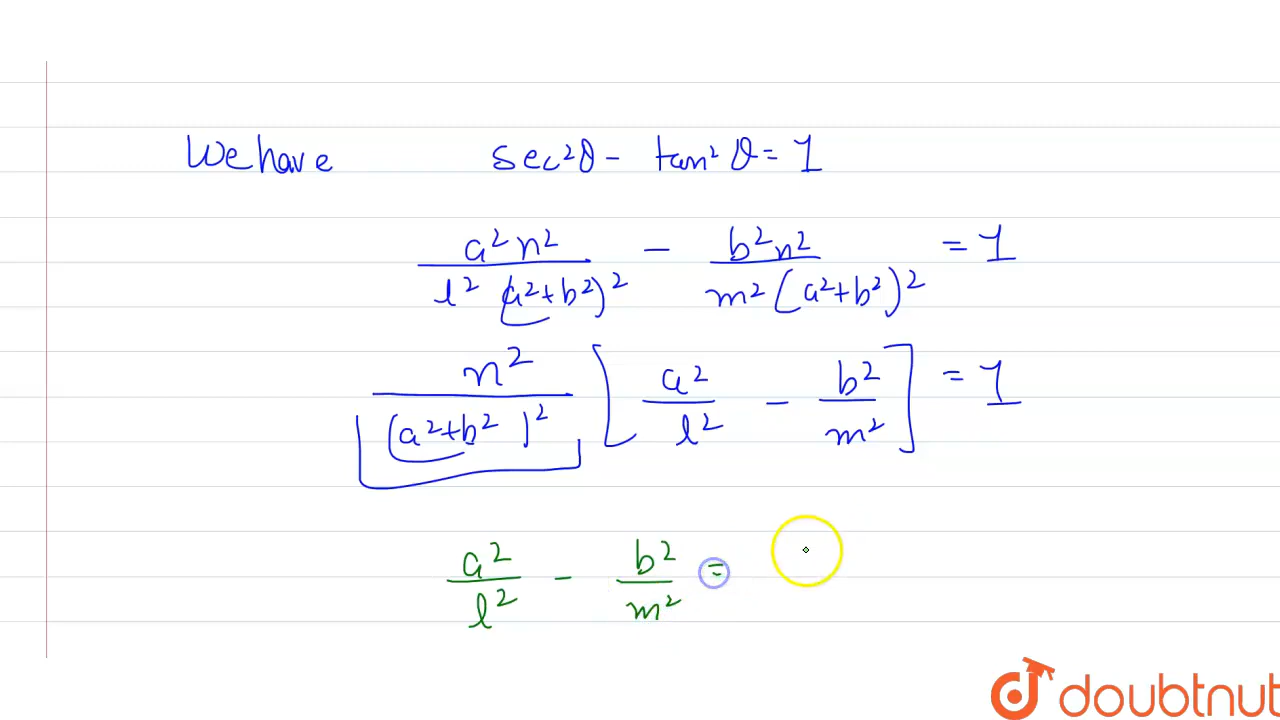 We have sec²θ - tan²θ = 1
a²n² / l²(a²+b²)² - b²n² / m²(a²+b²)² = 1
n² / (a²+b²)² [ a² / l² - b² / m² ] = 1
a² / l² - b² / m² =
doubtnut